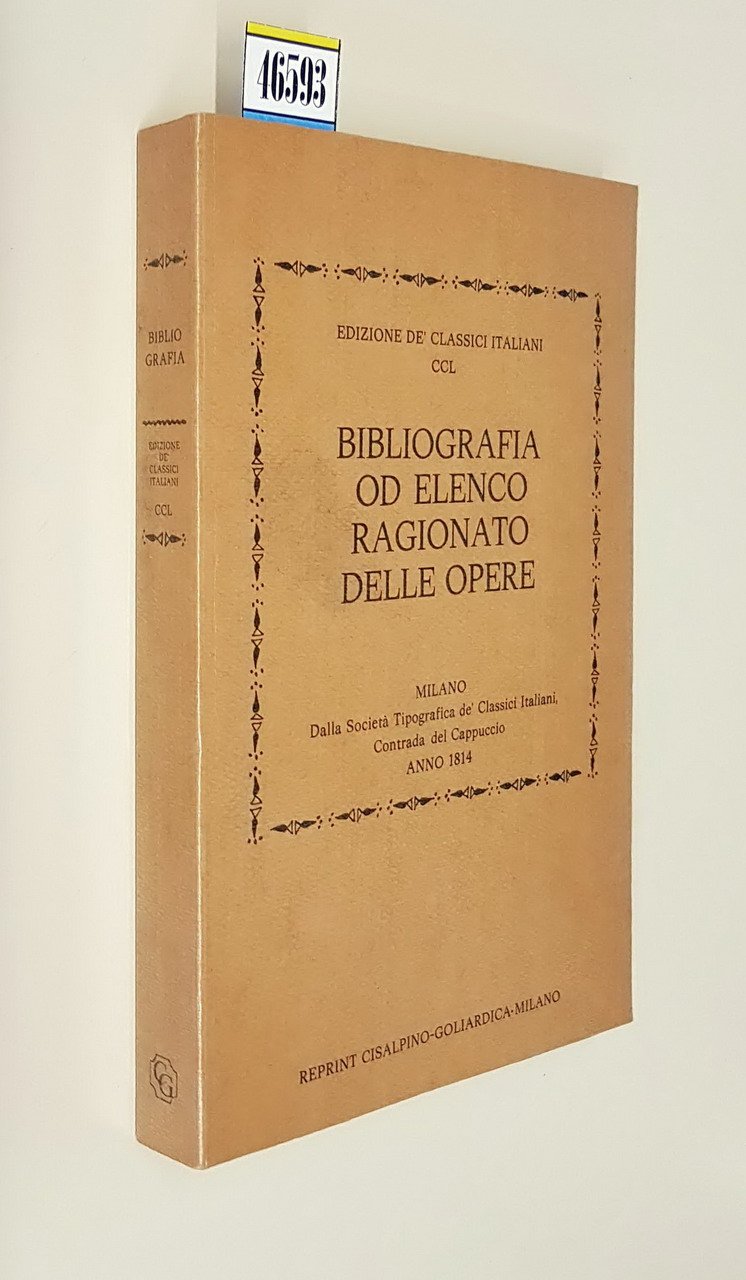 46593
BIBLIO
GRAFIA
EDIZIONE
DE'
CLASSICI
ITALIANI
CCL
CG
EDIZIONE DE' CLASSICI ITALIANI
CCL
BIBLIOGRAFIA
OD ELENCO
RAGIONATO
DELLE OPERE
MILANO
Dalla Società Tipografica de' Classici Italiani,
Contrada del Cappuccio
ANNO 1814
REPRINT CISALPINO-GOLIARDICA·MILANO